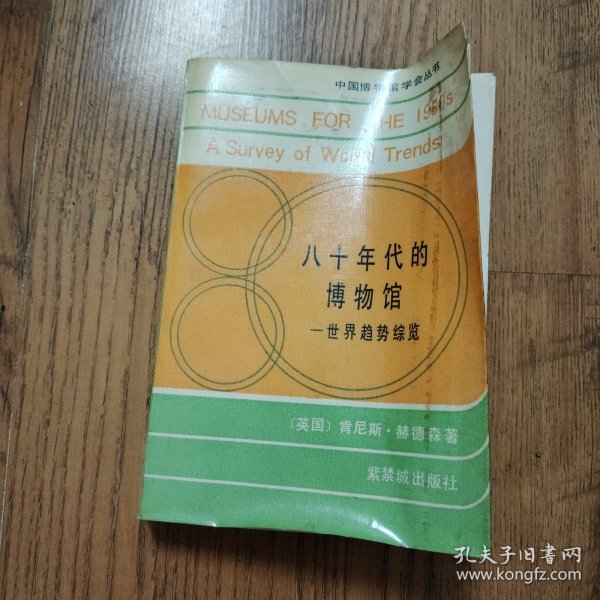 中国博物馆学会丛书
MUSEUMS FOR THE 1980s
A Survey of World Trends
八十年代的
博物馆
—世界趋势综览
〔英国〕肯尼斯·赫德森著
紫禁城出版社
孔夫子旧书网
www.kongfz.com